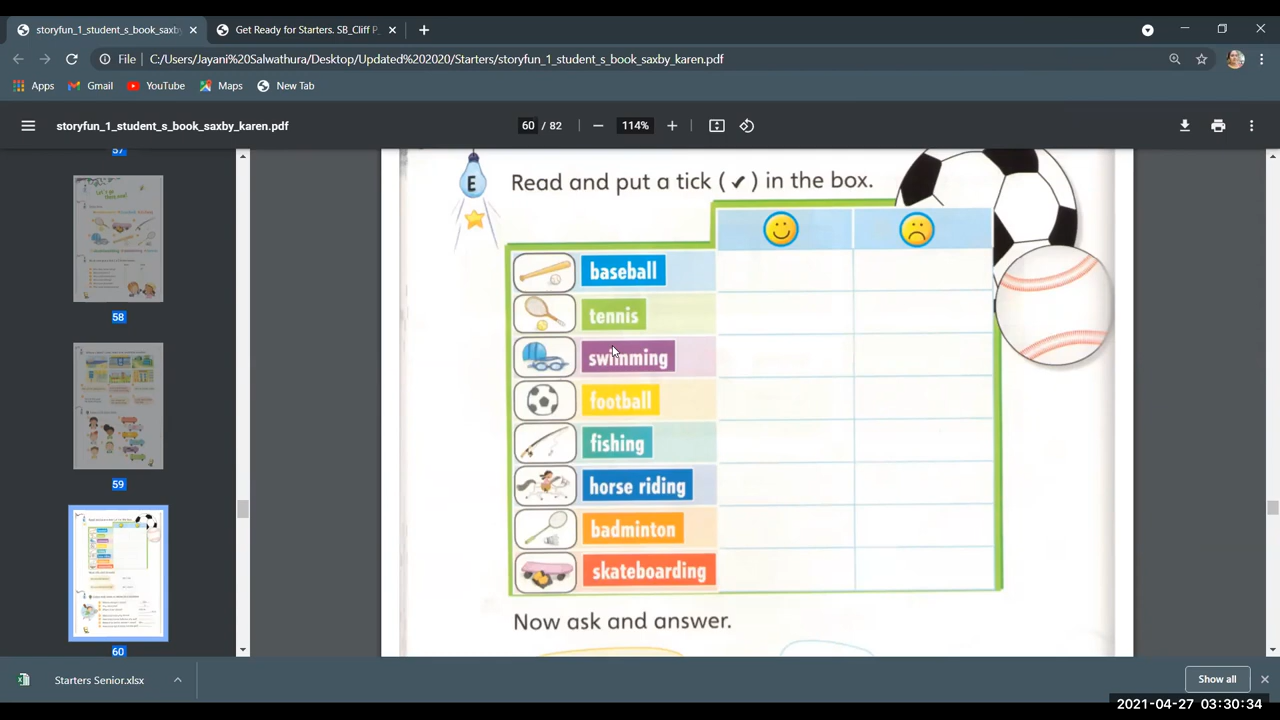 storyfun_1_student_s_book_saxby
Get Ready for Starters. SB_Cliff P
File
C:/Users/Jayani%20Salwathura/Desktop/Updated%202020/Starters/storyfun_1_student_s_book_saxby_karen.pdf
Apps
Gmail
YouTube
Maps
New Tab
storyfun_1_student_s_book_saxby_karen.pdf
60 / 82
114%
57
58
59
60
E
Read and put a tick (✔) in the box.
baseball
tennis
swimming
football
fishing
horse riding
badminton
skateboarding
Now ask and answer.
Starters Senior.xlsx
Show all
2021-04-27 03:30:34